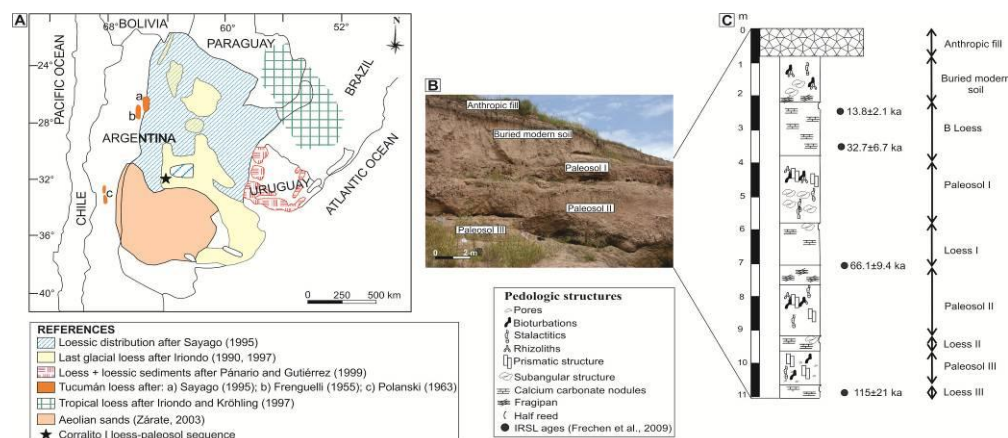 A
68°
BOLIVIA
60°
52°
N
PARAGUAY
PACIFIC OCEAN
24°
BRAZIL
a
b
28°
ARGENTINA
ATLANTIC OCEAN
32°
URUGUAY
c
CHILE
36°
40°
0 250 500 km
REFERENCES
Loessic distribution after Sayago (1995)
Last glacial loess after Iriondo (1990, 1997)
Loess + loessic sediments after Pánario and Gutiérrez (1999)
Tucumán loess after: a) Sayago (1995); b) Frenguelli (1955); c) Polanski (1963)
Tropical loess after Iriondo and Kröhling (1997)
Aeolian sands (Zárate, 2003)
Corralito I loess-paleosol sequence
B
Anthropic fill
Buried modern soil
Paleosol I
Paleosol II
Paleosol III
0 2 m
Pedologic structures
Pores
Bioturbations
Stalactitics
Rhizoliths
Prismatic structure
Subangular structure
Calcium carbonate nodules
Fragipan
Half reed
IRSL ages (Frechen et al., 2009)
C
m
0
1
2
3
4
5
6
7
8
9
10
11
13.8±2.1 ka
32.7±6.7 ka
66.1±9.4 ka
115±21 ka
Anthropic fill
Buried modern
soil
B Loess
Paleosol I
Loess I
Paleosol II
Loess II
Paleosol III
Loess III